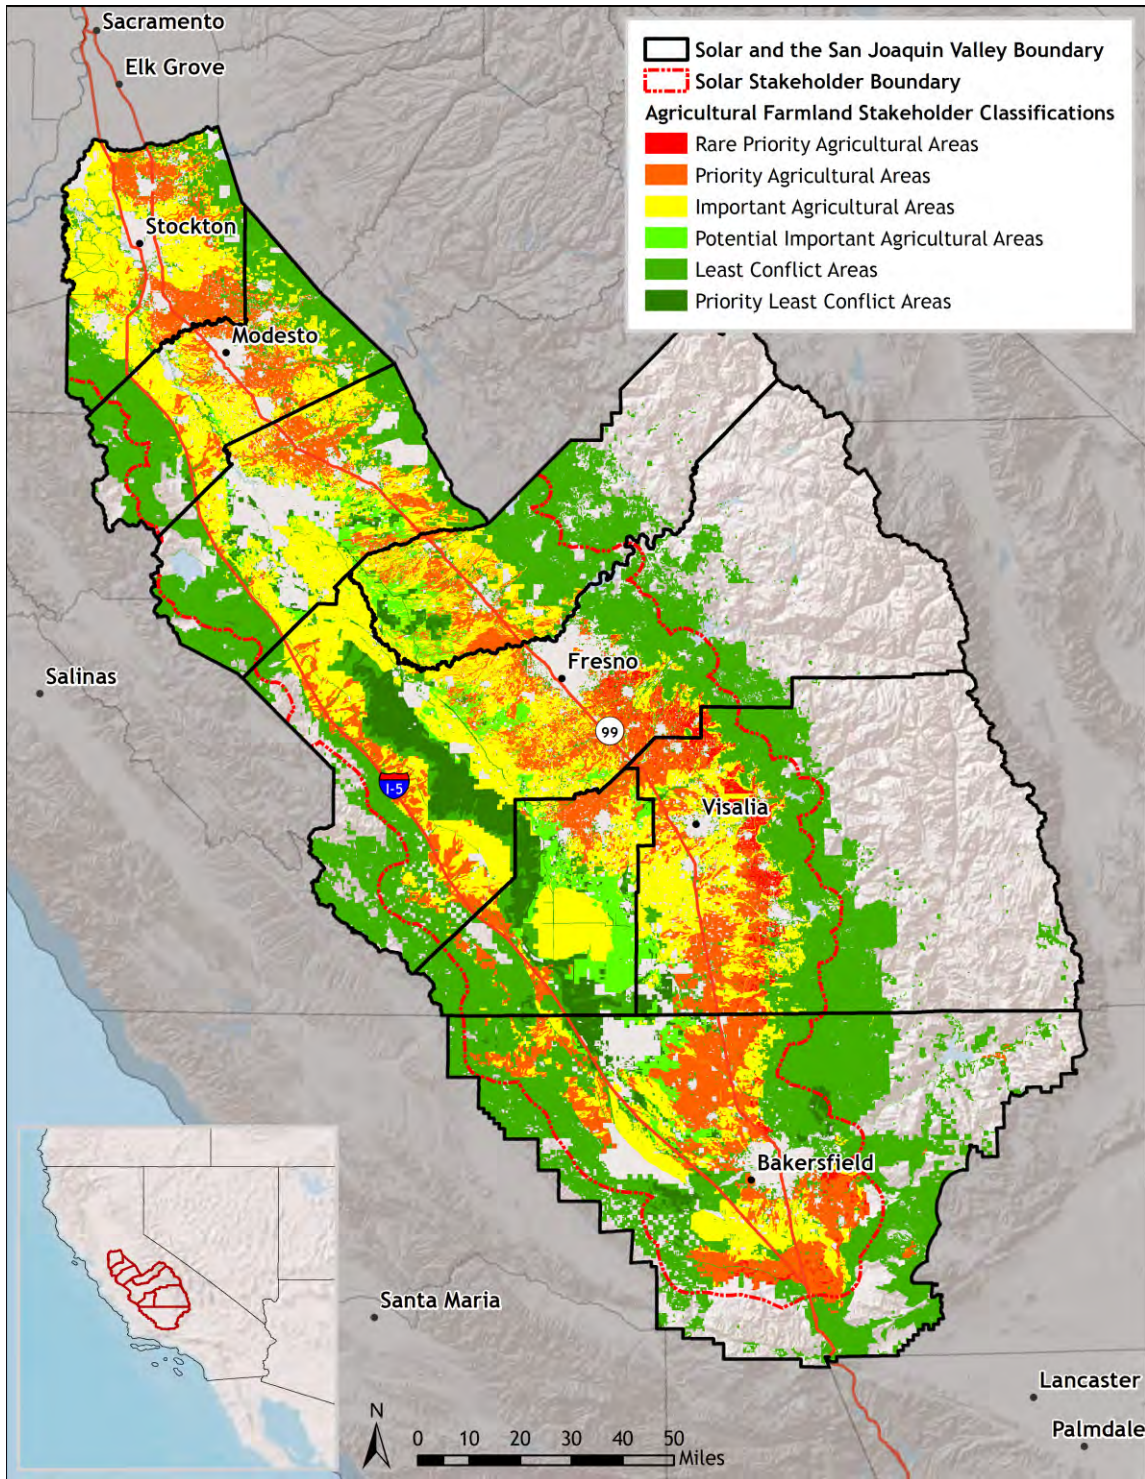 Sacramento
Elk Grove
Solar and the San Joaquin Valley Boundary
Solar Stakeholder Boundary
Agricultural Farmland Stakeholder Classifications
Rare Priority Agricultural Areas
Priority Agricultural Areas
Important Agricultural Areas
Potential Important Agricultural Areas
Least Conflict Areas
Priority Least Conflict Areas
Stockton
Modesto
Salinas
Fresno
99
I-5
Visalia
Bakersfield
Santa Maria
Lancaster
Palmdale
N
0 10 20 30 40 50
Miles